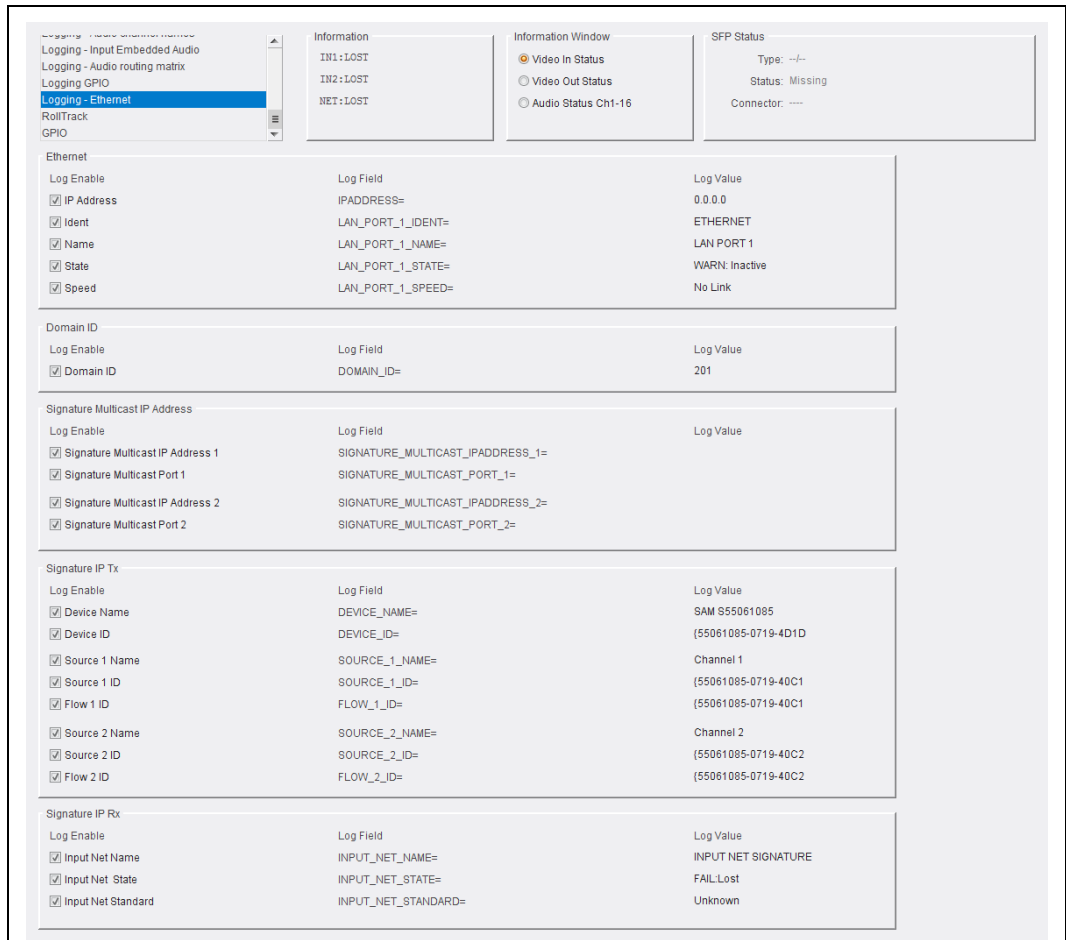 Logging - Audio channel names
Logging - Input Embedded Audio
Logging - Audio routing matrix
Logging GPIO
Logging - Ethernet
RollTrack
GPIO
Information
IN1:LOST
IN2:LOST
NET:LOST
Information Window
Video In Status
Video Out Status
Audio Status Ch1-16
SFP Status
Type: --/--
Status: Missing
Connector: ----
Ethernet
Log Enable Log Field Log Value
IP Address IPADDRESS= 0.0.0.0
Ident LAN_PORT_1_IDENT= ETHERNET
Name LAN_PORT_1_NAME= LAN PORT 1
State LAN_PORT_1_STATE= WARN: Inactive
Speed LAN_PORT_1_SPEED= No Link
Domain ID
Log Enable Log Field Log Value
Domain ID DOMAIN_ID= 201
Signature Multicast IP Address
Log Enable Log Field Log Value
Signature Multicast IP Address 1 SIGNATURE_MULTICAST_IPADDRESS_1=
Signature Multicast Port 1 SIGNATURE_MULTICAST_PORT_1=
Signature Multicast IP Address 2 SIGNATURE_MULTICAST_IPADDRESS_2=
Signature Multicast Port 2 SIGNATURE_MULTICAST_PORT_2=
Signature IP Tx
Log Enable Log Field Log Value
Device Name DEVICE_NAME= SAM S55061085
Device ID DEVICE_ID= {55061085-0719-4D1D
Source 1 Name SOURCE_1_NAME= Channel 1
Source 1 ID SOURCE_1_ID= {55061085-0719-40C1
Flow 1 ID FLOW_1_ID= {55061085-0719-40C1
Source 2 Name SOURCE_2_NAME= Channel 2
Source 2 ID SOURCE_2_ID= {55061085-0719-40C2
Flow 2 ID FLOW_2_ID= {55061085-0719-40C2
Signature IP Rx
Log Enable Log Field Log Value
Input Net Name INPUT_NET_NAME= INPUT NET SIGNATURE
Input Net State INPUT_NET_STATE= FAIL:Lost
Input Net Standard INPUT_NET_STANDARD= Unknown